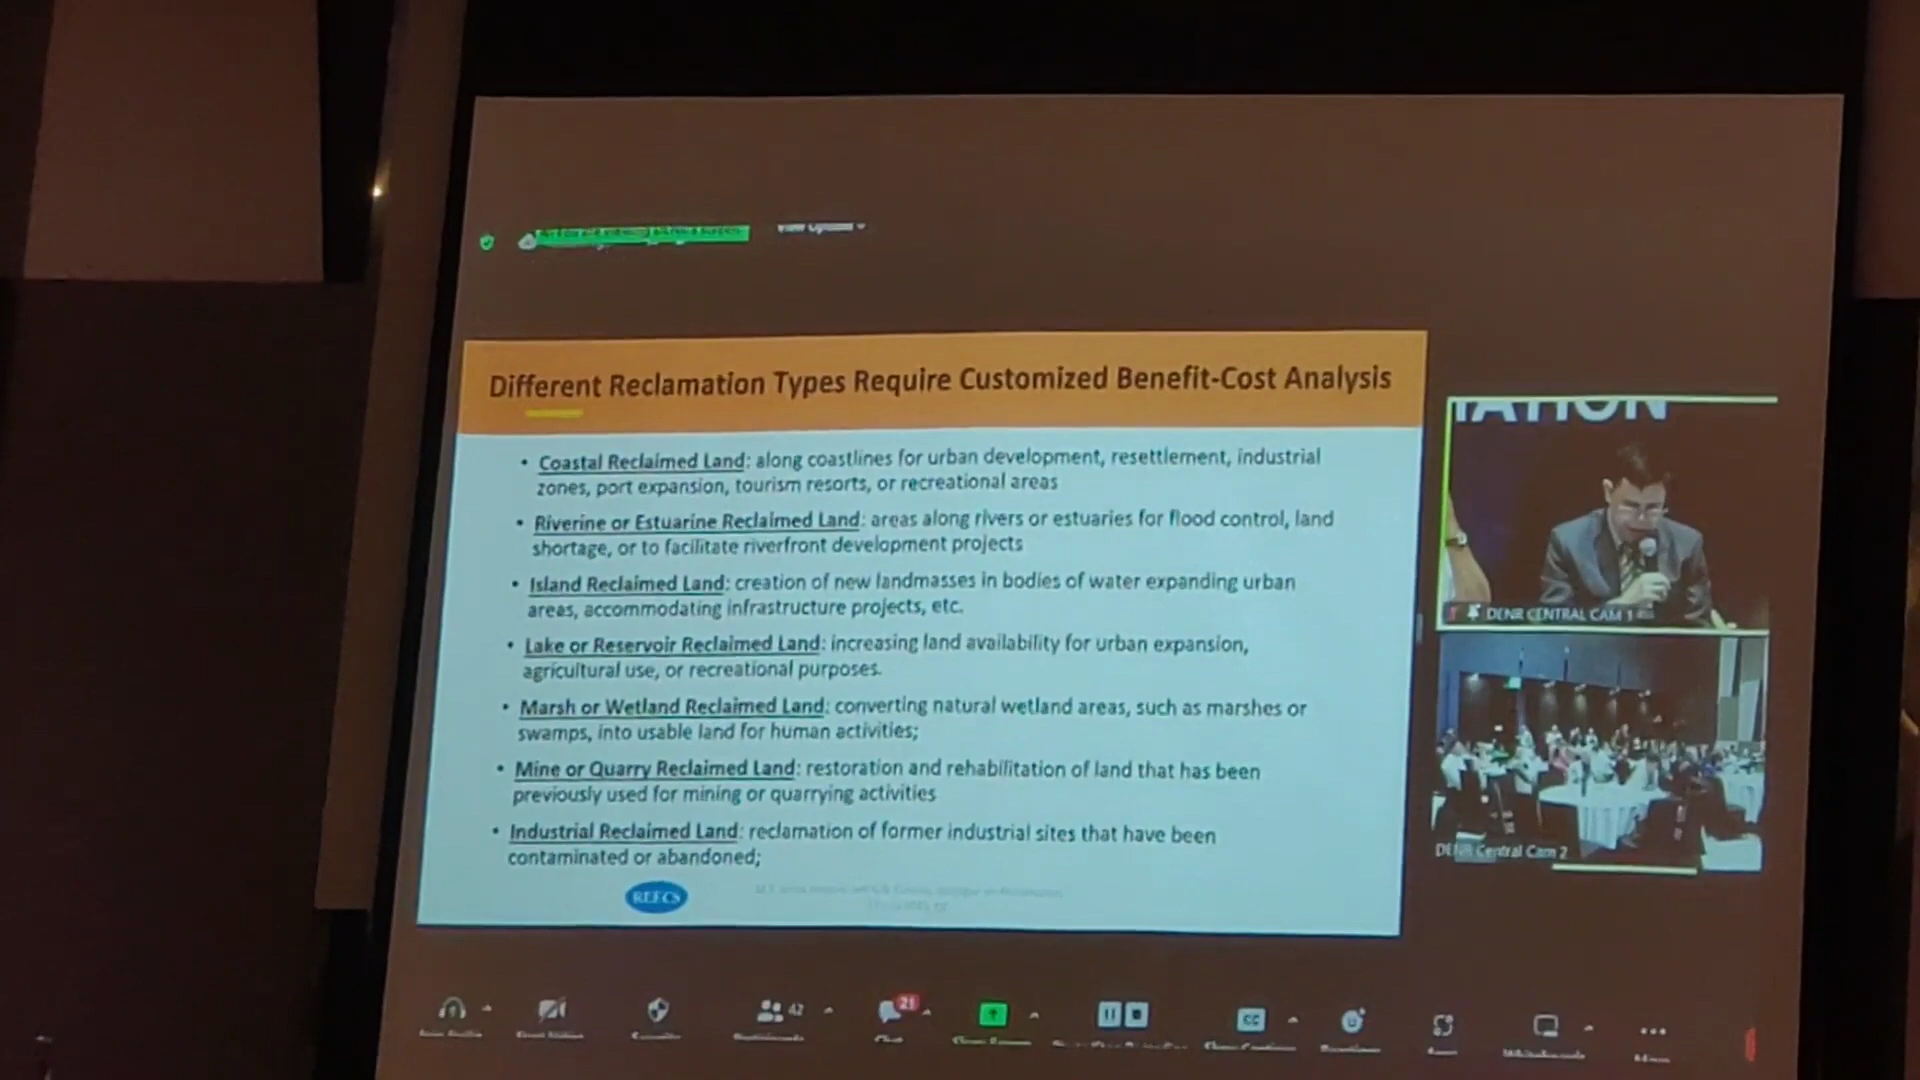 View Options
Different Reclamation Types Require Customized Benefit-Cost Analysis
• Coastal Reclaimed Land: along coastlines for urban development, resettlement, industrial
zones, port expansion, tourism resorts, or recreational areas
• Riverine or Estuarine Reclaimed Land: areas along rivers or estuaries for flood control, land
shortage, or to facilitate riverfront development projects
• Island Reclaimed Land: creation of new landmasses in bodies of water expanding urban
areas, accommodating infrastructure projects, etc.
• Lake or Reservoir Reclaimed Land: increasing land availability for urban expansion,
agricultural use, or recreational purposes.
• Marsh or Wetland Reclaimed Land: converting natural wetland areas, such as marshes or
swamps, into usable land for human activities;
• Mine or Quarry Reclaimed Land: restoration and rehabilitation of land that has been
previously used for mining or quarrying activities
• Industrial Reclaimed Land: reclamation of former industrial sites that have been
contaminated or abandoned;
REECS
DENR CENTRAL CAM 1
DENR Central Cam 2
42
21
CC